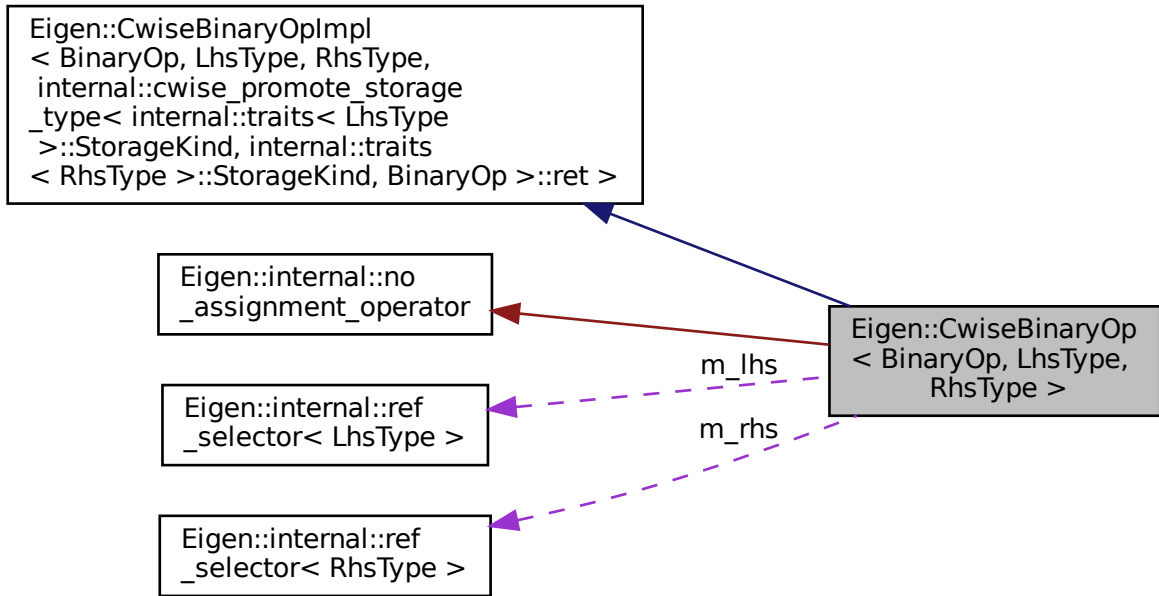 Eigen::CwiseBinaryOpImpl
< BinaryOp, LhsType, RhsType,
internal::cwise_promote_storage
_type< internal::traits< LhsType
>::StorageKind, internal::traits
< RhsType >::StorageKind, BinaryOp >::ret >
Eigen::internal::no
_assignment_operator
Eigen::CwiseBinaryOp
< BinaryOp, LhsType,
RhsType >
m_lhs
Eigen::internal::ref
_selector< LhsType >
m_rhs
Eigen::internal::ref
_selector< RhsType >